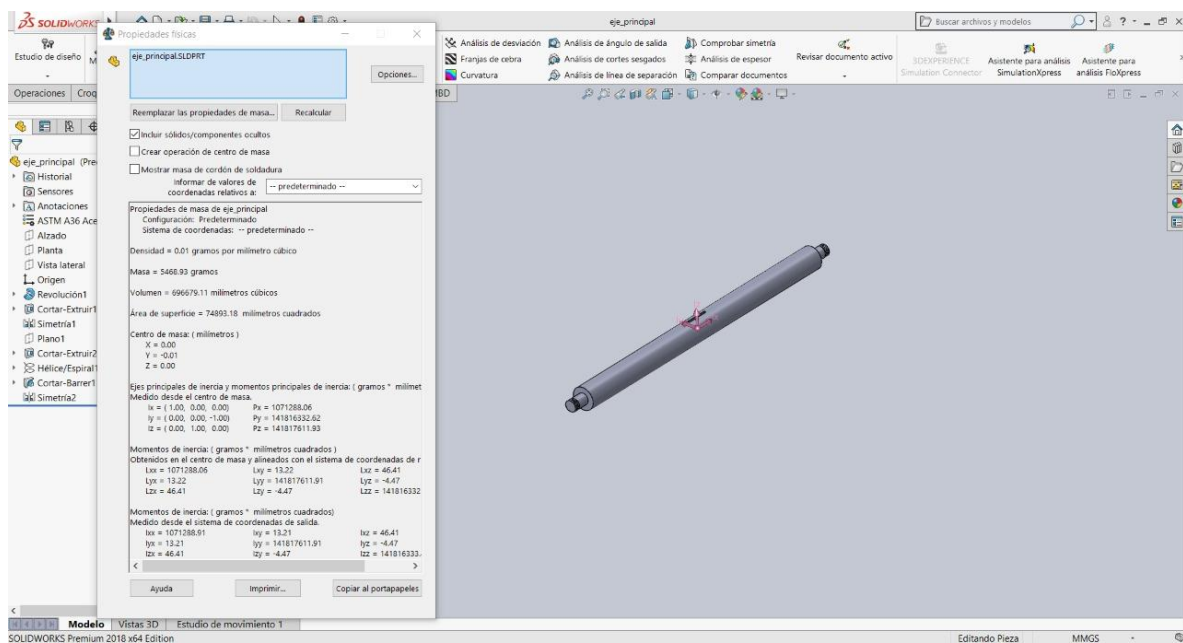 SOLIDWORKS
eje_principal
Buscar archivos y modelos
Estudio de diseño
Propiedades físicas
eje_principal.SLDPRT
Opciones...
Reemplazar las propiedades de masa...
Recalcular
Incluir sólidos/componentes ocultos
Crear operación de centro de masa
Mostrar masa de cordón de soldadura
Informar de valores de coordenadas relativos a:
-- predeterminado --
Propiedades de masa de eje_principal
Configuración: Predeterminado
Sistema de coordenadas: -- predeterminado --
Densidad = 0.01 gramos por milímetro cúbico
Masa = 5468.93 gramos
Volumen = 696679.11 milímetros cúbicos
Área de superficie = 74893.18 milímetros cuadrados
Centro de masa: ( milímetros )
X = 0.00
Y = -0.01
Z = 0.00
Ejes principales de inercia y momentos principales de inercia: ( gramos * milímet
Medido desde el centro de masa.
Ix = ( 1.00, 0.00, 0.00) Px = 1071288.06
Iy = ( 0.00, 0.00, -1.00) Py = 141816332.62
Iz = ( 0.00, 1.00, 0.00) Pz = 141817611.93
Momentos de inercia: ( gramos * milímetros cuadrados )
Obtenidos en el centro de masa y alineados con el sistema de coordenadas de r
Lxx = 1071288.06 Lxy = 13.22 Lxz = 46.41
Lyx = 13.22 Lyy = 141817611.91 Lyz = -4.47
Lzx = 46.41 Lzy = -4.47 Lzz = 141816332
Momentos de inercia: ( gramos * milímetros cuadrados)
Medido desde el sistema de coordenadas de salida.
Ixx = 1071288.91 Ixy = 13.21 Ixz = 46.41
Iyx = 13.21 Iyy = 141817611.91 Iyz = -4.47
Izx = 46.41 Izy = -4.47 Izz = 141816333.
Ayuda
Imprimir...
Copiar al portapapeles
Análisis de desviación
Franjas de cebra
Curvatura
Análisis de ángulo de salida
Análisis de cortes sesgados
Análisis de línea de separación
Comprobar simetría
Análisis de espesor
Comparar documentos
Revisar documento activo
3DEXPERIENCE
Simulation Connector
Asistente para análisis
SimulationXpress
Asistente para
análisis FloXpress
Operaciones
Croq
IBD
eje_principal (Pre
Historial
Sensores
Anotaciones
ASTM A36 Ace
Alzado
Planta
Vista lateral
Origen
Revolución1
Cortar-Extruir1
Simetría1
Plano1
Cortar-Extruir2
Hélice/Espiral1
Cortar-Barrer1
Simetría2
Modelo
Vistas 3D
Estudio de movimiento 1
SOLIDWORKS Premium 2018 x64 Edition
Editando Pieza
MMGS